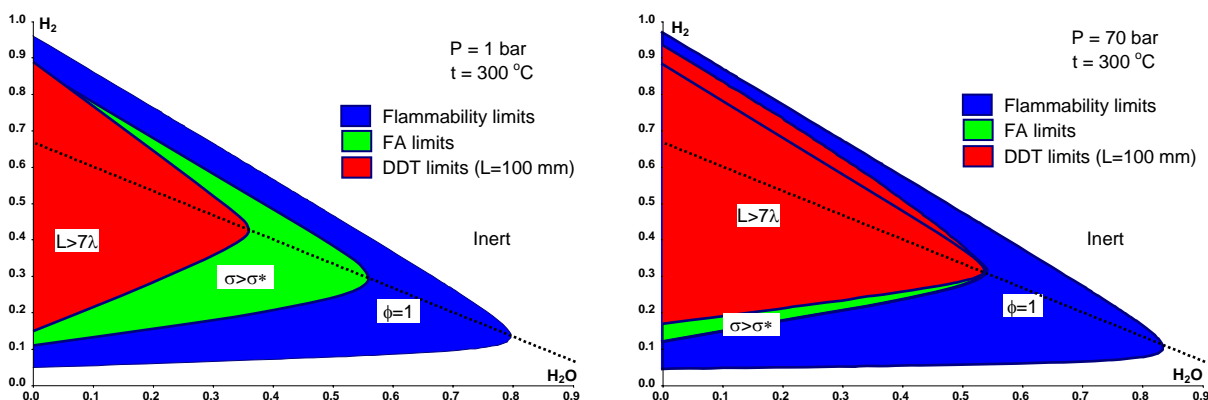 H2
P = 1 bar
t = 300 °C
Flammability limits
FA limits
DDT limits (L=100 mm)
L>7λ
Inert
σ>σ*
ϕ=1
H2O
1.0
0.9
0.8
0.7
0.6
0.5
0.4
0.3
0.2
0.1
0.0
0.0 0.1 0.2 0.3 0.4 0.5 0.6 0.7 0.8 0.9
H2
P = 70 bar
t = 300 °C
Flammability limits
FA limits
DDT limits (L=100 mm)
L>7λ
Inert
σ>σ*
ϕ=1
H2O
1.0
0.9
0.8
0.7
0.6
0.5
0.4
0.3
0.2
0.1
0.0
0.0 0.1 0.2 0.3 0.4 0.5 0.6 0.7 0.8 0.9